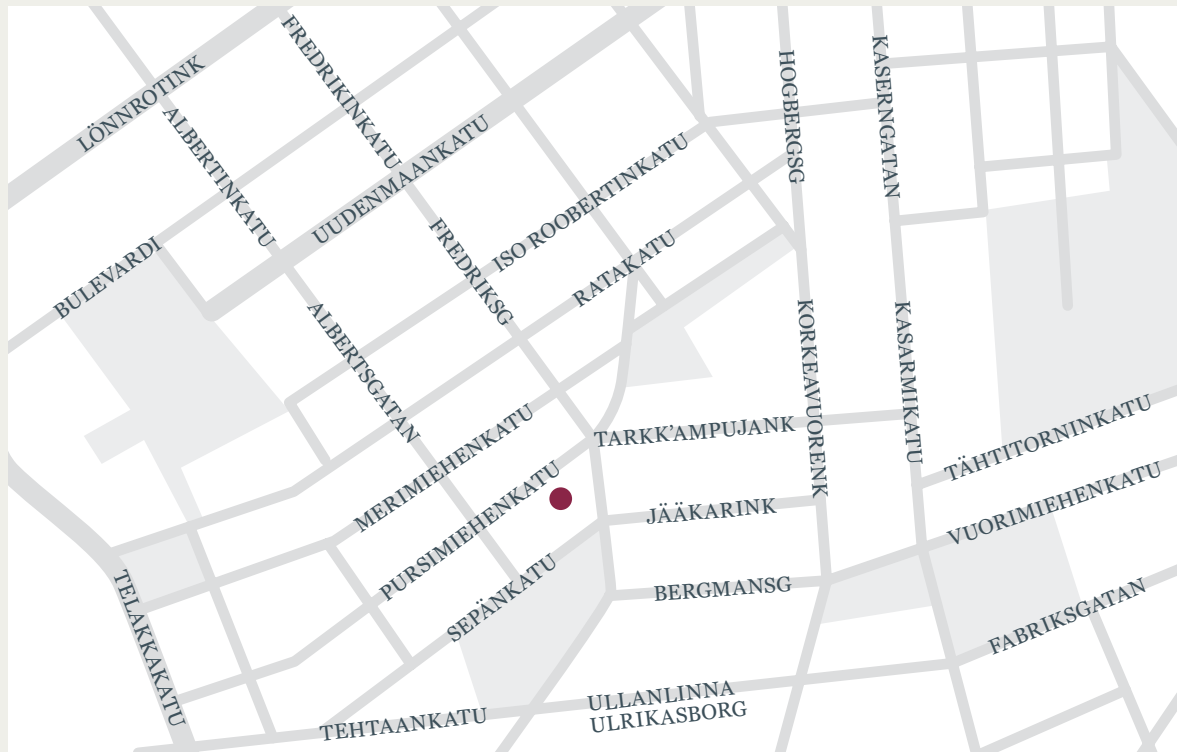 LÖNNROTINK
FREDRIKINKATU
ALBERTINKATU
UUDENMAANKATU
HOGBERGSG
KASERNGATAN
ISO ROOBERTINKATU
BULEVARDI
FREDRIKSG
RATAKATU
ALBERTSGATAN
KORKEAVUORENK
KASARMIKATU
MERIMIEHENKATU
TARKK'AMPUJANK
TÄHTITORNINKATU
PURSIMIEHENKATU
JÄÄKARINK
VUORIMIEHENKATU
SEPÄNKATU
BERGMANSG
TELAKKAKATU
FABRIKSGATAN
TEHTAANKATU
ULLANLINNA
ULRIKASBORG